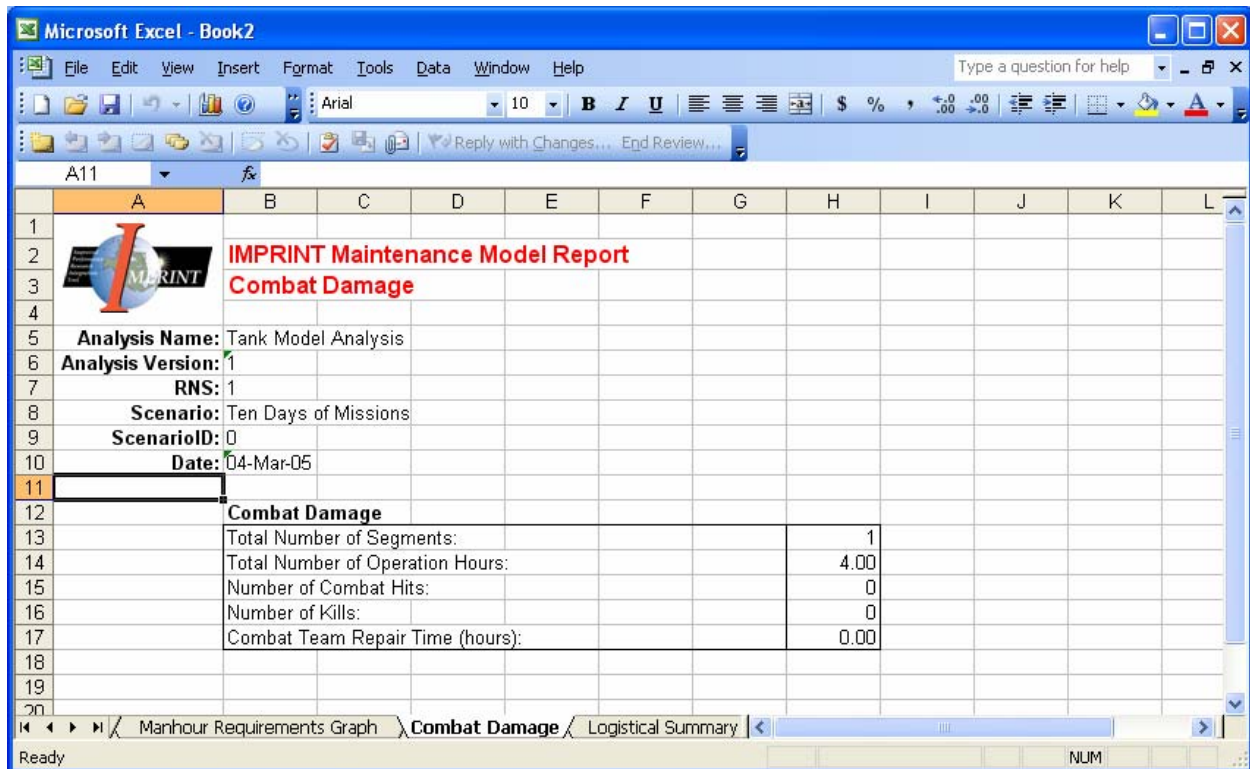 Microsoft Excel - Book2
File Edit View Insert Format Tools Data Window Help Type a question for help
Arial 10 B I U $ % , .00 .00
Reply with Changes... End Review...
A11 fx
A B C D E F G H I J K L
1
2 IMPRINT Maintenance Model Report
3 Combat Damage
4
IMPRINT
5 Analysis Name: Tank Model Analysis
6 Analysis Version: 1
7 RNS: 1
8 Scenario: Ten Days of Missions
9 ScenarioID: 0
10 Date: 04-Mar-05
11
12 Combat Damage
13 Total Number of Segments: 1
14 Total Number of Operation Hours: 4.00
15 Number of Combat Hits: 0
16 Number of Kills: 0
17 Combat Team Repair Time (hours): 0.00
18
19
20
Manhour Requirements Graph Combat Damage Logistical Summary
Ready NUM